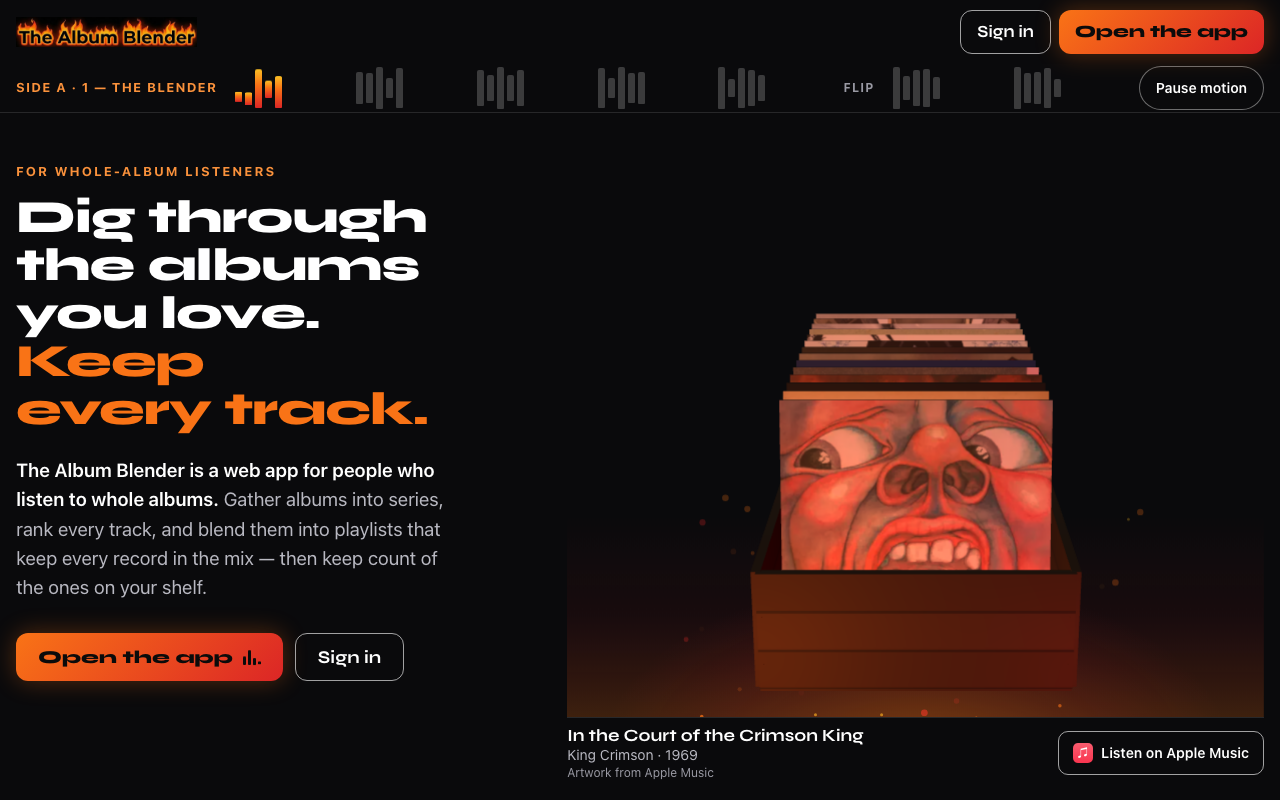 The Album Blender
Sign in
Open the app
SIDE A · 1 — THE BLENDER
FLIP
Pause motion
FOR WHOLE-ALBUM LISTENERS
Dig through
the albums
you love.
Keep
every track.
The Album Blender is a web app for people who
listen to whole albums. Gather albums into series,
rank every track, and blend them into playlists that
keep every record in the mix — then keep count of
the ones on your shelf.
Open the app
Sign in
In the Court of the Crimson King
King Crimson · 1969
Artwork from Apple Music
Listen on Apple Music